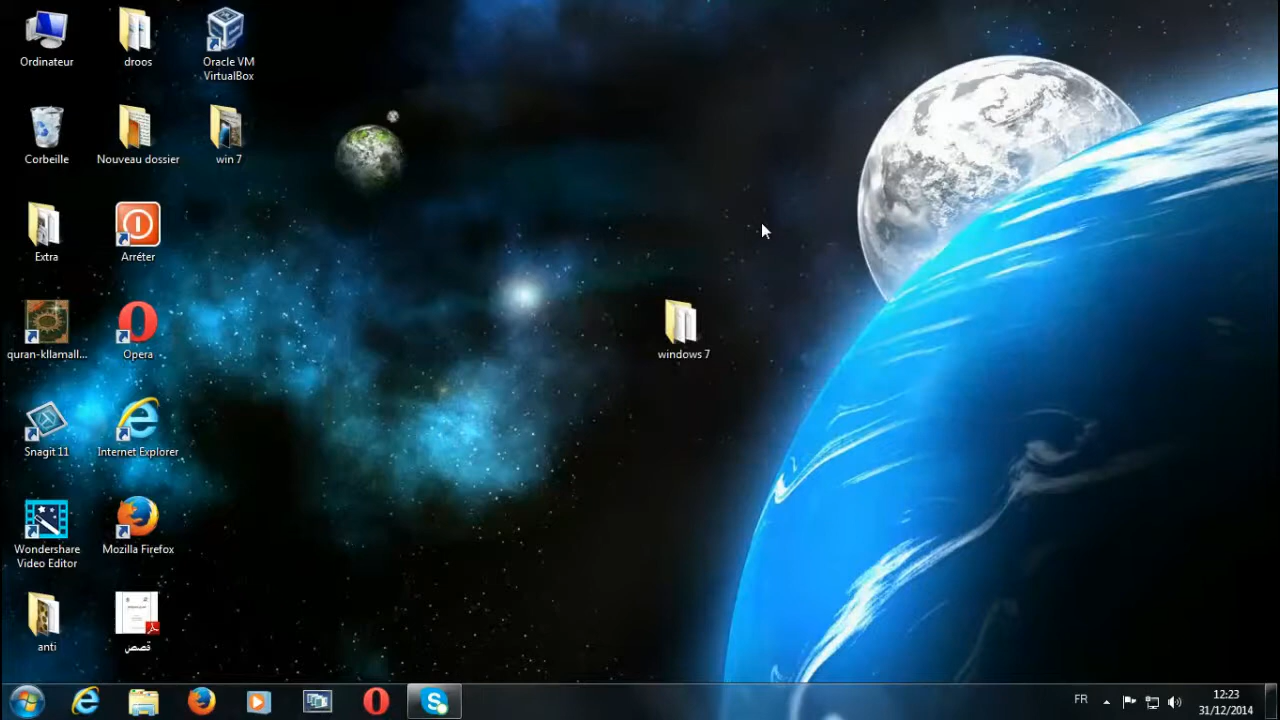 Ordinateur
droos
Oracle VM
VirtualBox
Corbeille
Nouveau dossier
win 7
Extra
Arréter
quran-kllamall...
Opera
windows 7
Snagit 11
Internet Explorer
Wondershare
Video Editor
Mozilla Firefox
anti
قصص
FR
12:23
31/12/2014